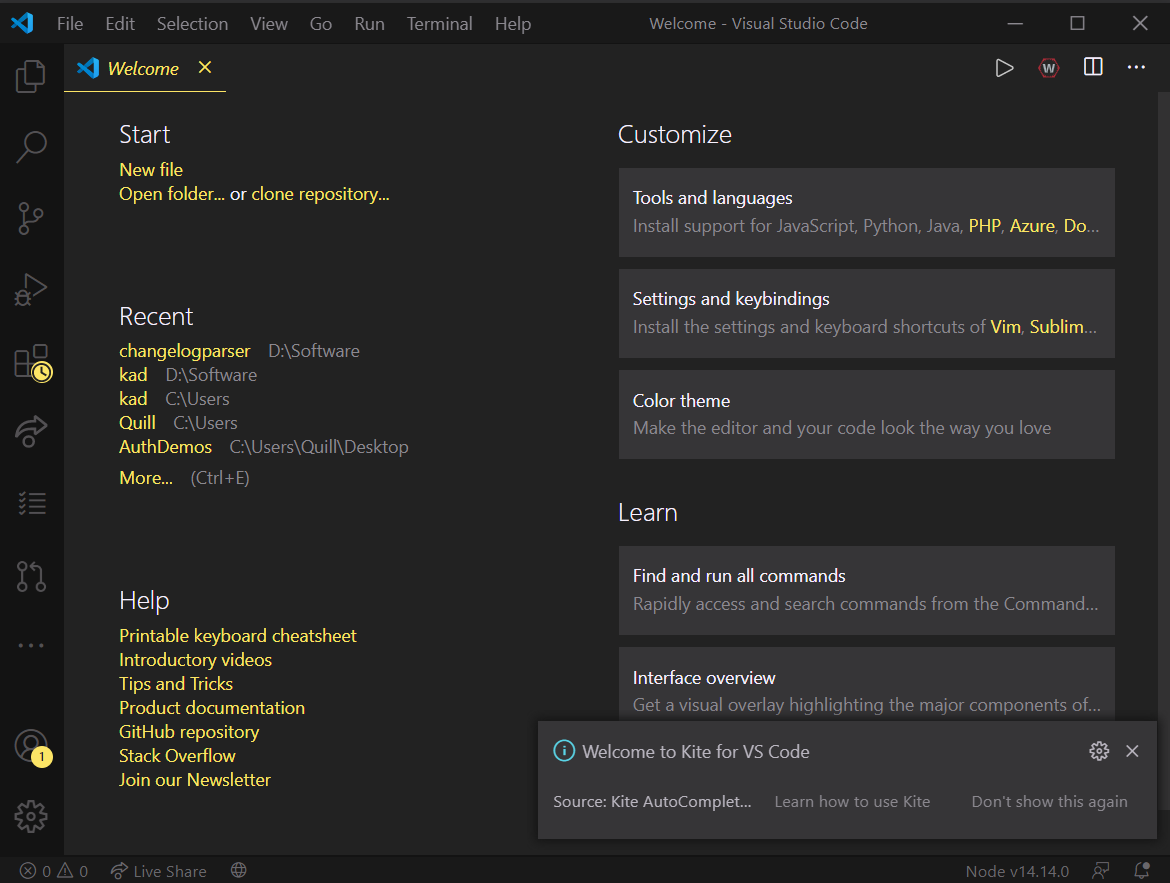 File Edit Selection View Go Run Terminal Help Welcome - Visual Studio Code
Welcome
W
Start
New file
Open folder... or clone repository...
Recent
changelogparser D:\Software
kad D:\Software
kad C:\Users
Quill C:\Users
AuthDemos C:\Users\Quill\Desktop
More... (Ctrl+E)
Help
Printable keyboard cheatsheet
Introductory videos
Tips and Tricks
Product documentation
GitHub repository
Stack Overflow
Join our Newsletter
Customize
Tools and languages
Install support for JavaScript, Python, Java, PHP, Azure, Do...
Settings and keybindings
Install the settings and keyboard shortcuts of Vim, Sublim...
Color theme
Make the editor and your code look the way you love
Learn
Find and run all commands
Rapidly access and search commands from the Command...
Interface overview
Get a visual overlay highlighting the major components of...
Welcome to Kite for VS Code
Source: Kite AutoComplet... Learn how to use Kite Don't show this again
1
0 0 Live Share Node v14.14.0